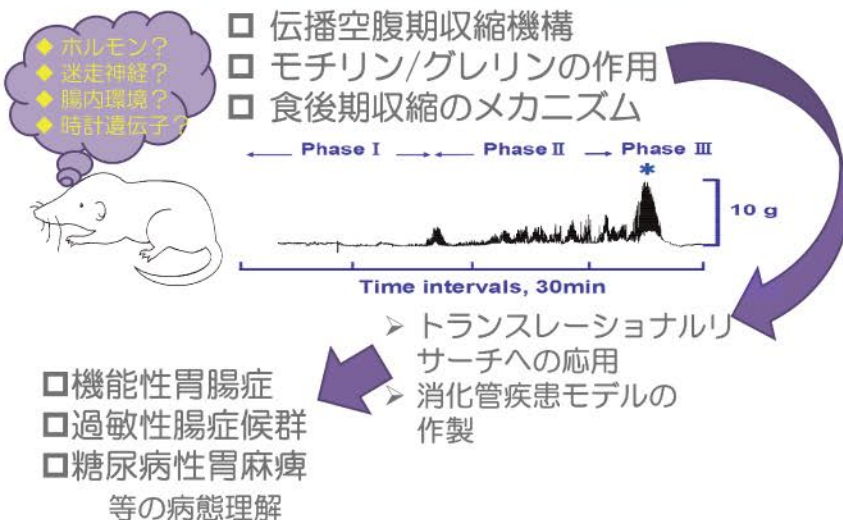 ◆ ホルモン?
◆ 迷走神経?
◆ 腸内環境?
◆ 時計遺伝子?
□ 伝播空腹期収縮機構
□ モチリン/グレリンの作用
□ 食後期収縮のメカニズム
Phase Ⅰ Phase Ⅱ Phase Ⅲ
*
10 g
Time intervals, 30min
➢ トランスレーショナルリ
サーチへの応用
➢ 消化管疾患モデルの
作製
□機能性胃腸症
□過敏性腸症候群
□糖尿病性胃麻痺
等の病態理解